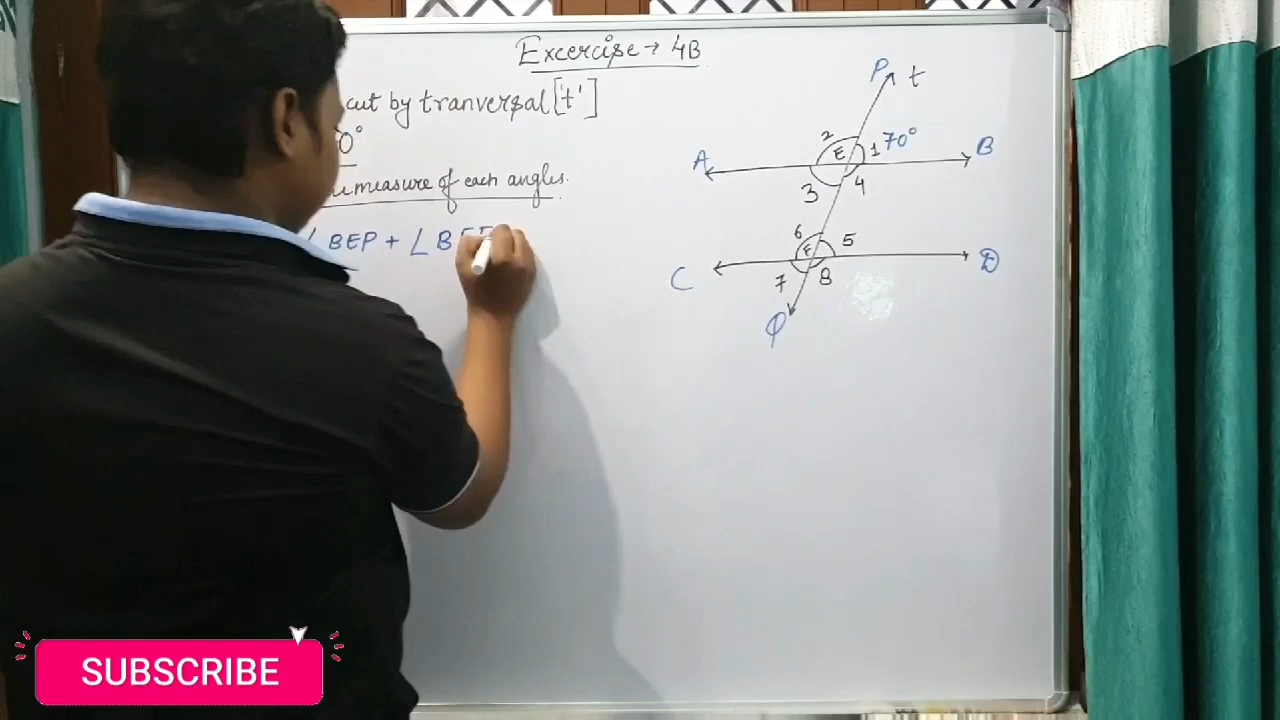 Excercise → 4B
cut by tranversal ['t']
0°
measure of each angles.
∠BEP + ∠B
P t
2 E 1 70°
A B
3 4
6 F 5
C D
7 8
Q
SUBSCRIBE